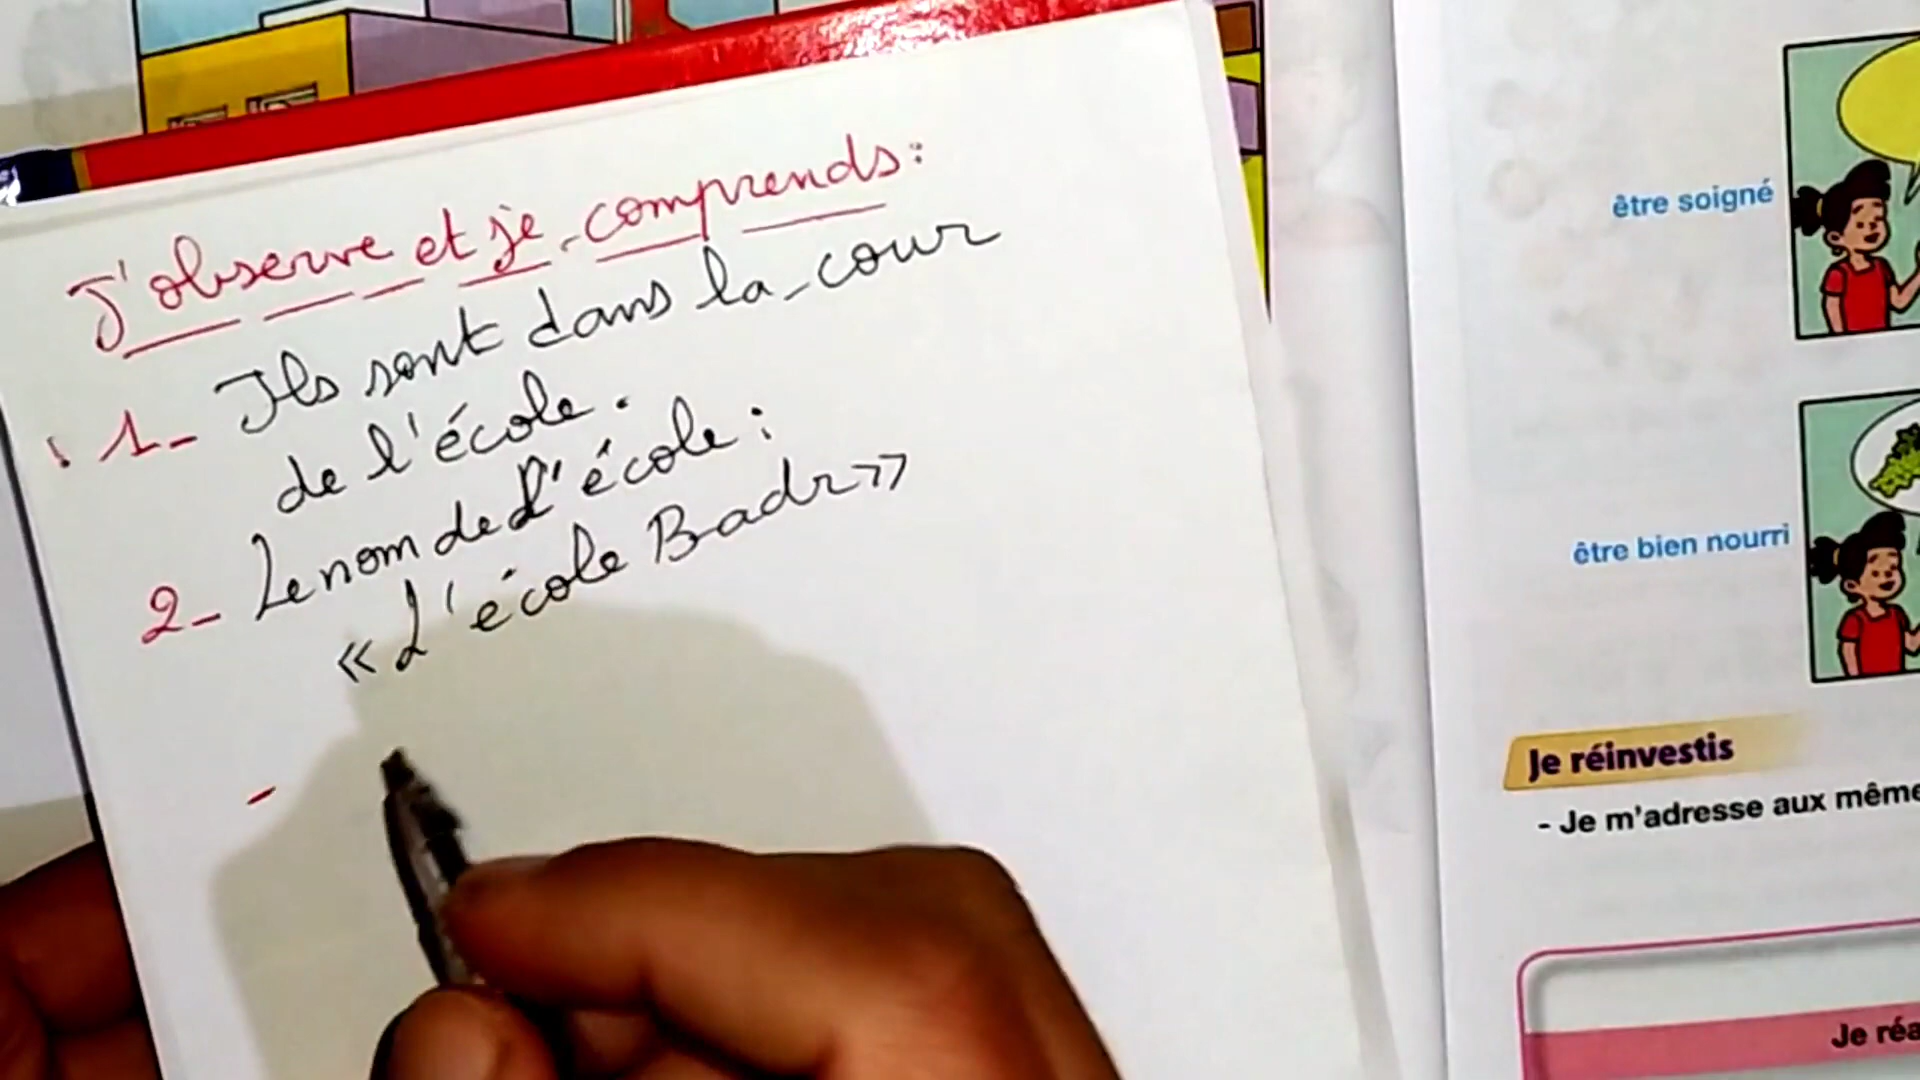 J'observe et je comprends:
1- Ils sont dans la cour
de l'école.
2- Le nom de l'école:
«L'école Badr»
-
être soigné
être bien nourri
Je réinvestis
- Je m'adresse aux même
Je réa